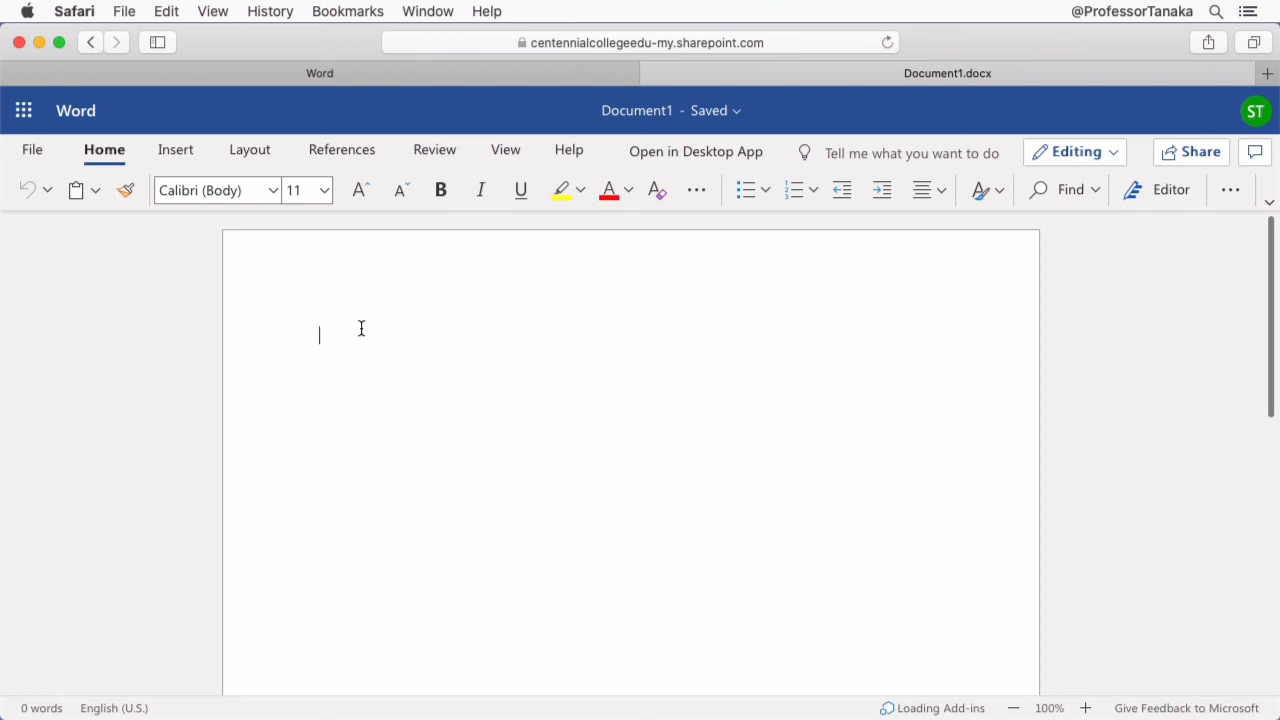 Safari File Edit View History Bookmarks Window Help @ProfessorTanaka
centennialcollegeedu-my.sharepoint.com
Word Document1.docx
Word Document1 - Saved ST
File Home Insert Layout References Review View Help Open in Desktop App Tell me what you want to do Editing Share
Calibri (Body) 11 A A B I U A A Find Editor
0 words English (U.S.) Loading Add-ins 100% Give Feedback to Microsoft